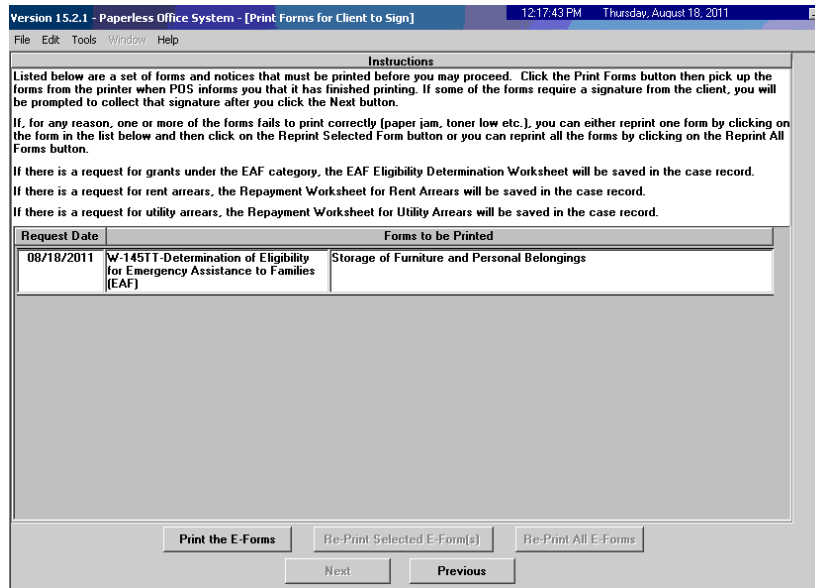 Version 15.2.1 - Paperless Office System - [Print Forms for Client to Sign]
12:17:43 PM Thursday, August 18, 2011
File Edit Tools Window Help
Instructions
Listed below are a set of forms and notices that must be printed before you may proceed. Click the Print Forms button then pick up the
forms from the printer when POS informs you that it has finished printing. If some of the forms require a signature from the client, you will
be prompted to collect that signature after you click the Next button.
If, for any reason, one or more of the forms fails to print correctly (paper jam, toner low etc.), you can either reprint one form by clicking on
the form in the list below and then click on the Reprint Selected Form button or you can reprint all the forms by clicking on the Reprint All
Forms button.
If there is a request for grants under the EAF category, the EAF Eligibility Determination Worksheet will be saved in the case record.
If there is a request for rent arrears, the Repayment Worksheet for Rent Arrears will be saved in the case record.
If there is a request for utility arrears, the Repayment Worksheet for Utility Arrears will be saved in the case record.
Request Date Forms to be Printed
08/18/2011 W-145TT-Determination of Eligibility Storage of Furniture and Personal Belongings
for Emergency Assistance to Families
(EAF)
Print the E-Forms Re-Print Selected E-Form(s) Re-Print All E-Forms
Next Previous